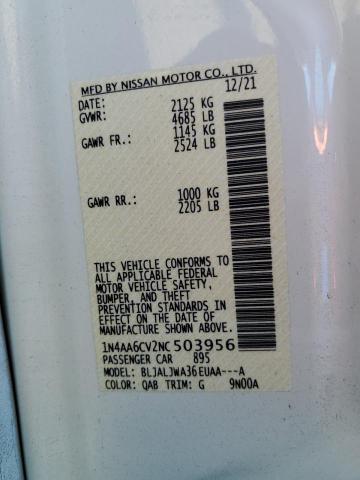 MFD BY NISSAN MOTOR CO., LTD.
12/21
DATE: 2125 KG
GVWR: 4685 LB
GAWR FR.: 1145 KG
2524 LB
GAWR RR.: 1000 KG
2205 LB
THIS VEHICLE CONFORMS TO
ALL APPLICABLE FEDERAL
MOTOR VEHICLE SAFETY,
BUMPER, AND THEFT
PREVENTION STANDARDS IN
EFFECT ON THE DATE OF
MANUFACTURE SHOWN ABOVE.
1N4AA6CV2NC503956
PASSENGER CAR 895
MODEL: BLJALJWA36EUAA---A
COLOR: QAB TRIM: G 9N00A